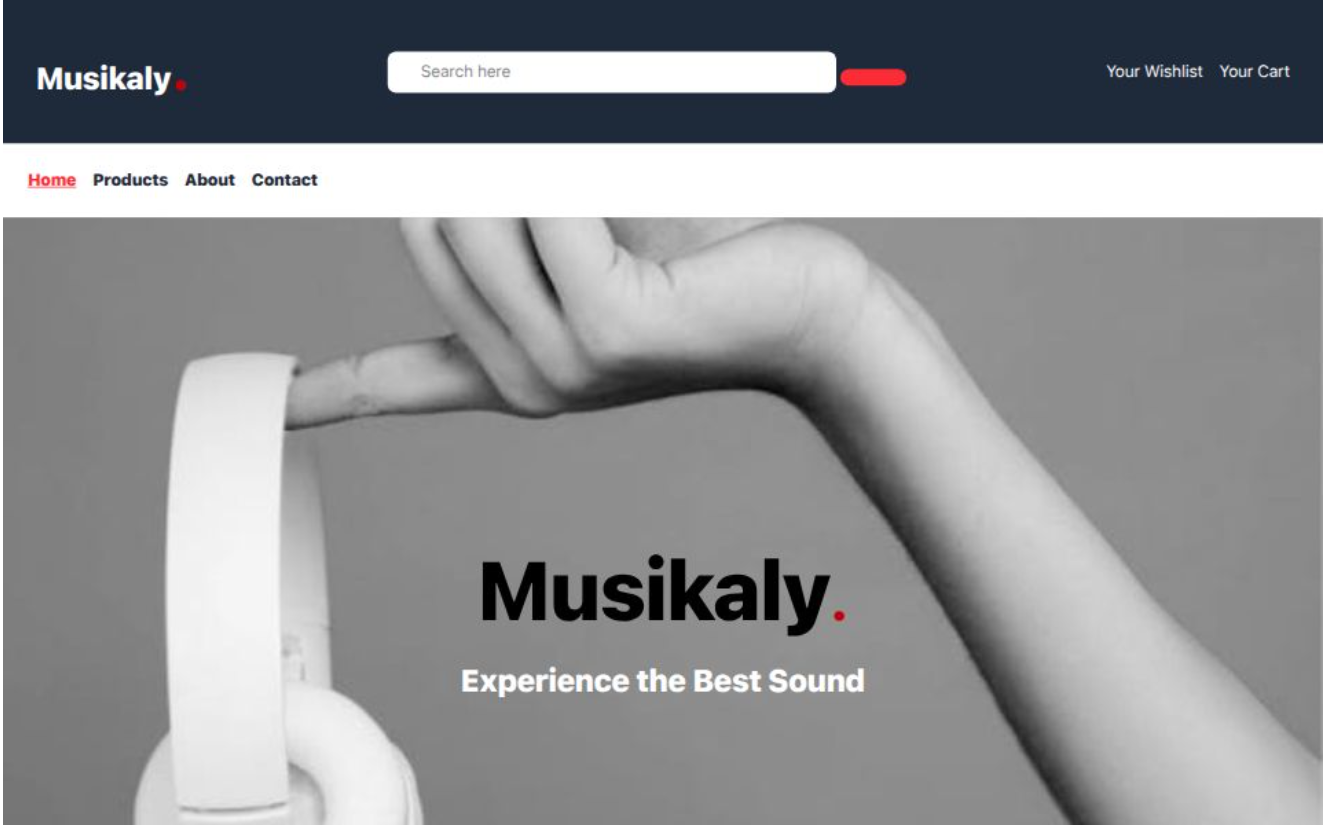 Musikaly.
Search here
Your Wishlist Your Cart
Home Products About Contact
Musikaly.
Experience the Best Sound